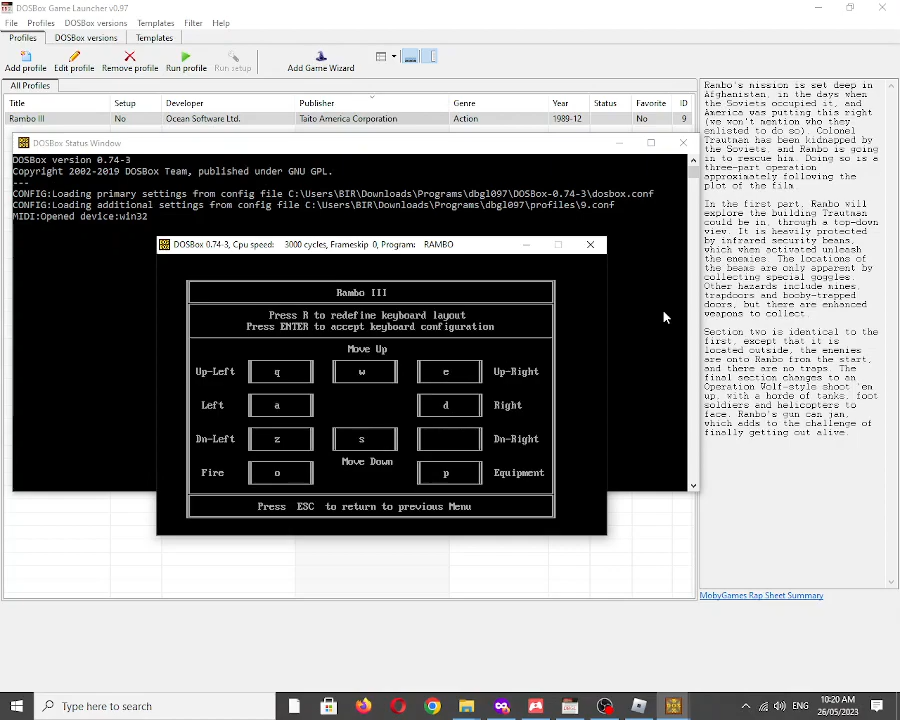 DOSBox Game Launcher v0.97
File Profiles DOSBox versions Templates Filter Help
Profiles DOSBox versions Templates
Add profile Edit profile Remove profile Run profile Run setup Add Game Wizard
All Profiles
Title Setup Developer Publisher Genre Year Status Favorite ID
Rambo III No Ocean Software Ltd. Taito America Corporation Action 1989-12 No 9
DOSBox Status Window
DOSBox version 0.74-3
Copyright 2002-2019 DOSBox Team, published under GNU GPL.
---
CONFIG:Loading primary settings from config file C:\Users\BIR\Downloads\Programs\dbgl097\DOSBox-0.74-3\dosbox.conf
CONFIG:Loading additional settings from config file C:\Users\BIR\Downloads\Programs\dbgl097\profiles\9.conf
MIDI:Opened device:win32
DOSBox 0.74-3, Cpu speed: 3000 cycles, Frameskip 0, Program: RAMBO
Rambo III
Press R to redefine keyboard layout
Press ENTER to accept keyboard configuration
Move Up
Up-Left q w e Up-Right
Left a d Right
Dn-Left z s Dn-Right
Move Down
Fire o p Equipment
Press ESC to return to previous Menu
Rambo's mission is set deep in
Afghanistan, in the days when
the Soviets occupied it, and
America was putting this right
(we won't mention who they
enlisted to do so). Colonel
Trautman has been kidnapped by
the Soviets, and Rambo is going
in to rescue him. Doing so is a
three-part operation
approximately following the
plot of the film.
In the first part, Rambo will
explore the building Trautman
could be in, through a top-down
view. It is heavily protected
by infrared security beams,
which when activated unleash
the enemies. The locations of
the beams are only apparent by
collecting special goggles.
Other hazards include mines,
trapdoors and booby-trapped
doors, but there are enhanced
weapons to collect.
Section two is identical to the
first, except that it is
located outside, the enemies
are onto Rambo from the start,
and there are no traps. The
final section changes to an
Operation Wolf-style shoot 'em
up, with a horde of tanks, foot
soldiers and helicopters to
face. Rambo's gun can jam,
which adds to the challenge of
finally getting out alive.
MobyGames Rap Sheet Summary
Type here to search
ENG
10:20 AM
26/05/2023